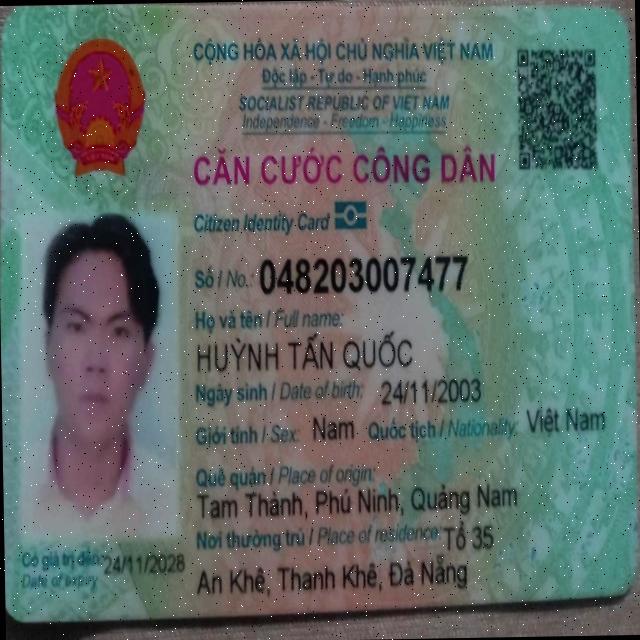 CỘNG HÒA XÃ HỘI CHỦ NGHĨA VIỆT NAM
Độc lập - Tự do - Hạnh phúc
SOCIALIST REPUBLIC OF VIET NAM
Independence - Freedom - Happiness
CĂN CƯỚC CÔNG DÂN
Citizen Identity Card
Số / No.: 048203007477
Họ và tên / Full name:
HUỲNH TẤN QUỐC
Ngày sinh / Date of birth: 24/11/2003
Giới tính / Sex: Nam Quốc tịch / Nationality: Việt Nam
Quê quán / Place of origin:
Tam Thành, Phú Ninh, Quảng Nam
Nơi thường trú / Place of residence: Tổ 35
An Khê, Thanh Khê, Đà Nẵng
Có giá trị đến: 24/11/2028
Date of expiry